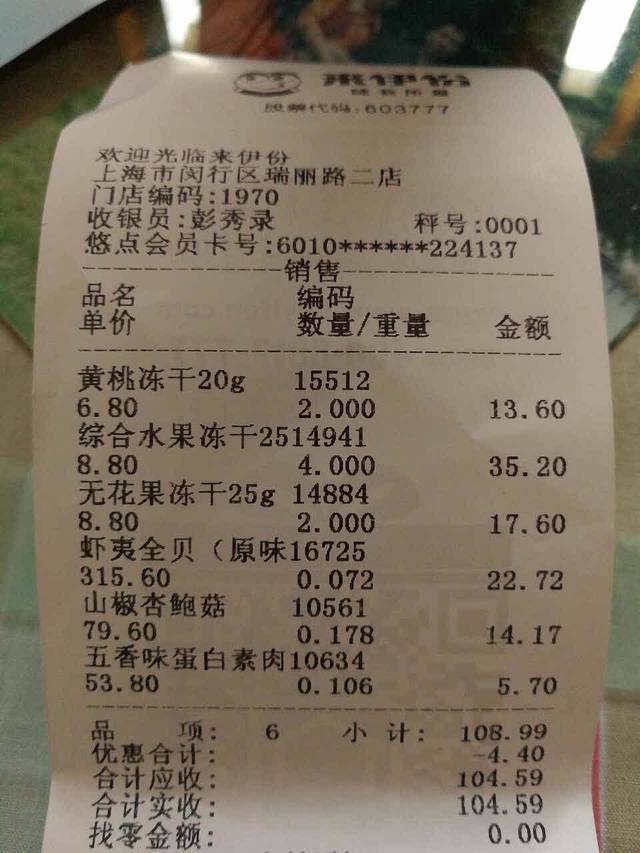 来伊份
股票代码:603777
欢迎光临来伊份
上海市闵行区瑞丽路二店
门店编码:1970
收银员:彭秀录 秤号:0001
悠点会员卡号:6010******224137
销售
品名 编码
单价 数量/重量 金额
黄桃冻干20g 15512
6.80 2.000 13.60
综合水果冻干2514941
8.80 4.000 35.20
无花果冻干25g 14884
8.80 2.000 17.60
虾夷全贝（原味16725
315.60 0.072 22.72
山椒杏鲍菇 10561
79.60 0.178 14.17
五香味蛋白素肉10634
53.80 0.106 5.70
品 项: 6 小 计: 108.99
优惠合计: -4.40
合计应收: 104.59
合计实收: 104.59
找零金额: 0.00